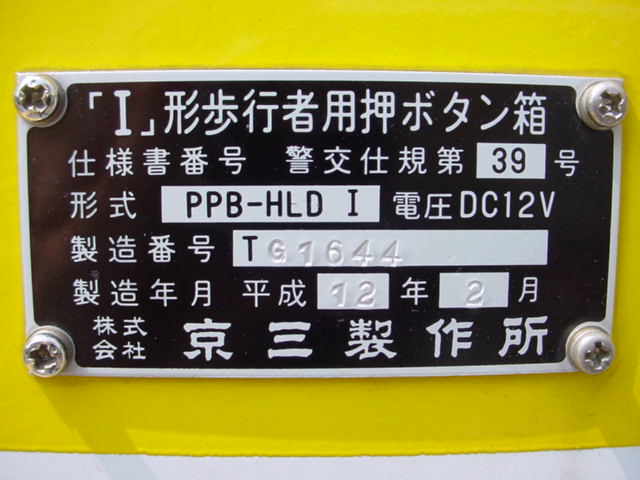 「I」形歩行者用押ボタン箱
仕様書番号 警交仕規第 39 号
形式 PPB-HLD I 電圧DC12V
製造番号 TG1644
製造年月 平成 12 年 2 月
株式会社 京三製作所